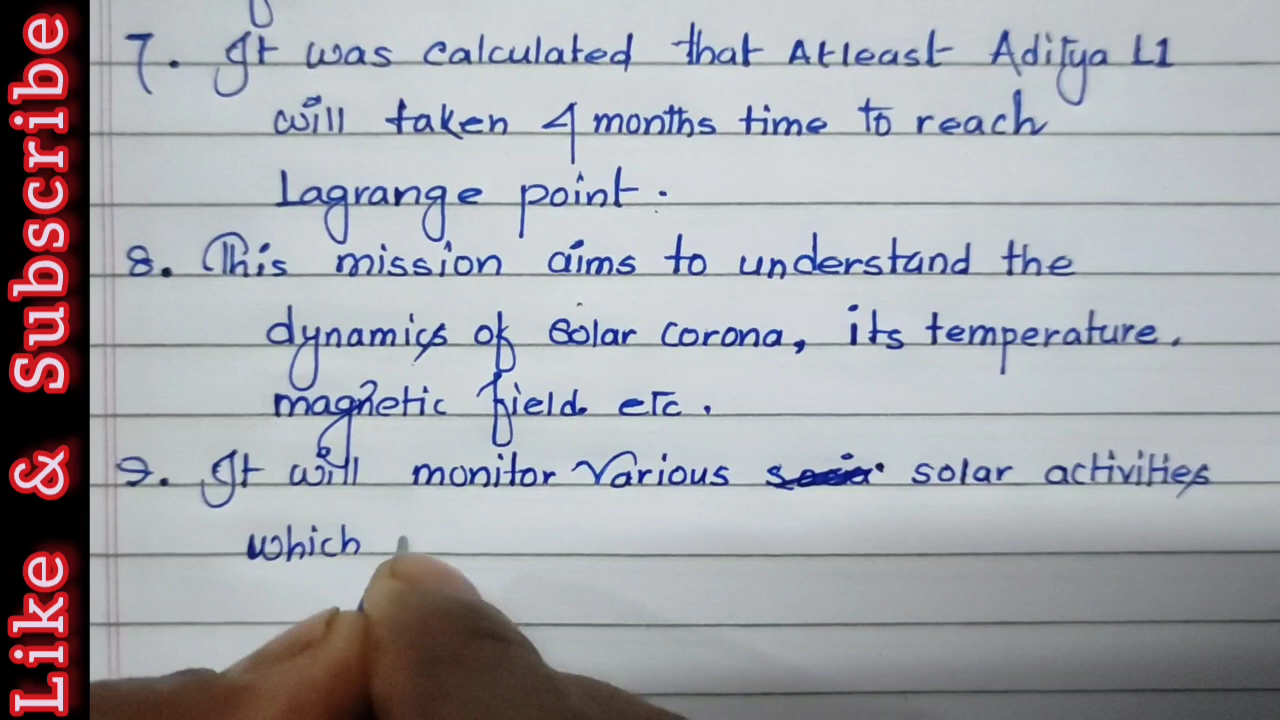 Like & Subscribe
7. It was calculated that Atleast Aditya L1
will taken 4 months time to reach
Lagrange point.
8. This mission aims to understand the
dynamics of Solar corona, its temperature,
magnetic field etc.
9. It will monitor various solar activities
which